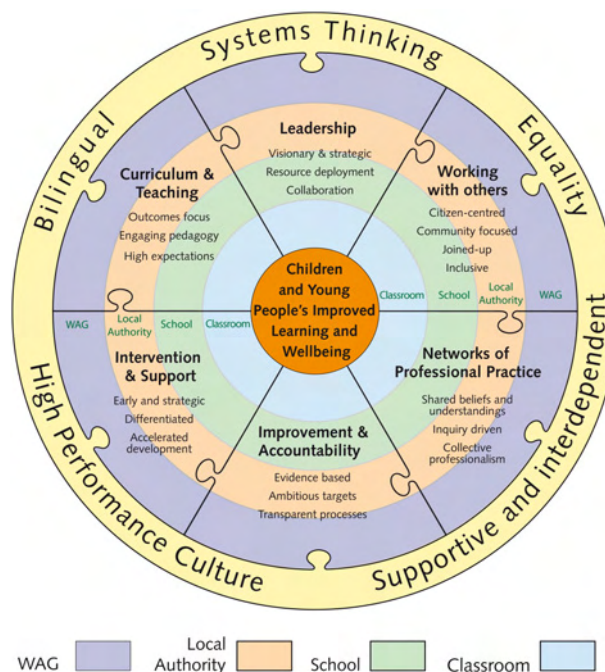 Systems Thinking
Bilingual
Equality
Leadership
Visionary & strategic
Resource deployment
Collaboration
Curriculum &
Teaching
Outcomes focus
Engaging pedagogy
High expectations
Working
with others
Citizen-centred
Community focused
Joined-up
Inclusive
Children
and Young
People's Improved
Learning and
Wellbeing
WAG
Local
Authority
School
Classroom
Classroom
School
Local
Authority
WAG
Intervention
& Support
Early and strategic
Differentiated
Accelerated
development
Networks of
Professional Practice
Shared beliefs and
understandings
Inquiry driven
Collective
professionalism
Improvement &
Accountability
Evidence based
Ambitious targets
Transparent processes
High Performance Culture
Supportive and interdependent
WAG
Local
Authority
School
Classroom